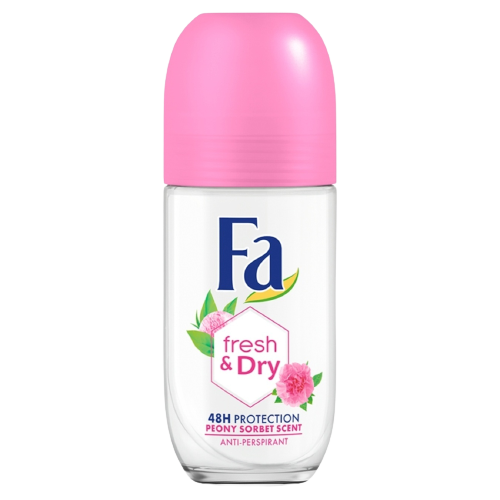 Fa
fresh
& Dry
48H PROTECTION
PEONY SORBET SCENT
ANTI-PERSPIRANT